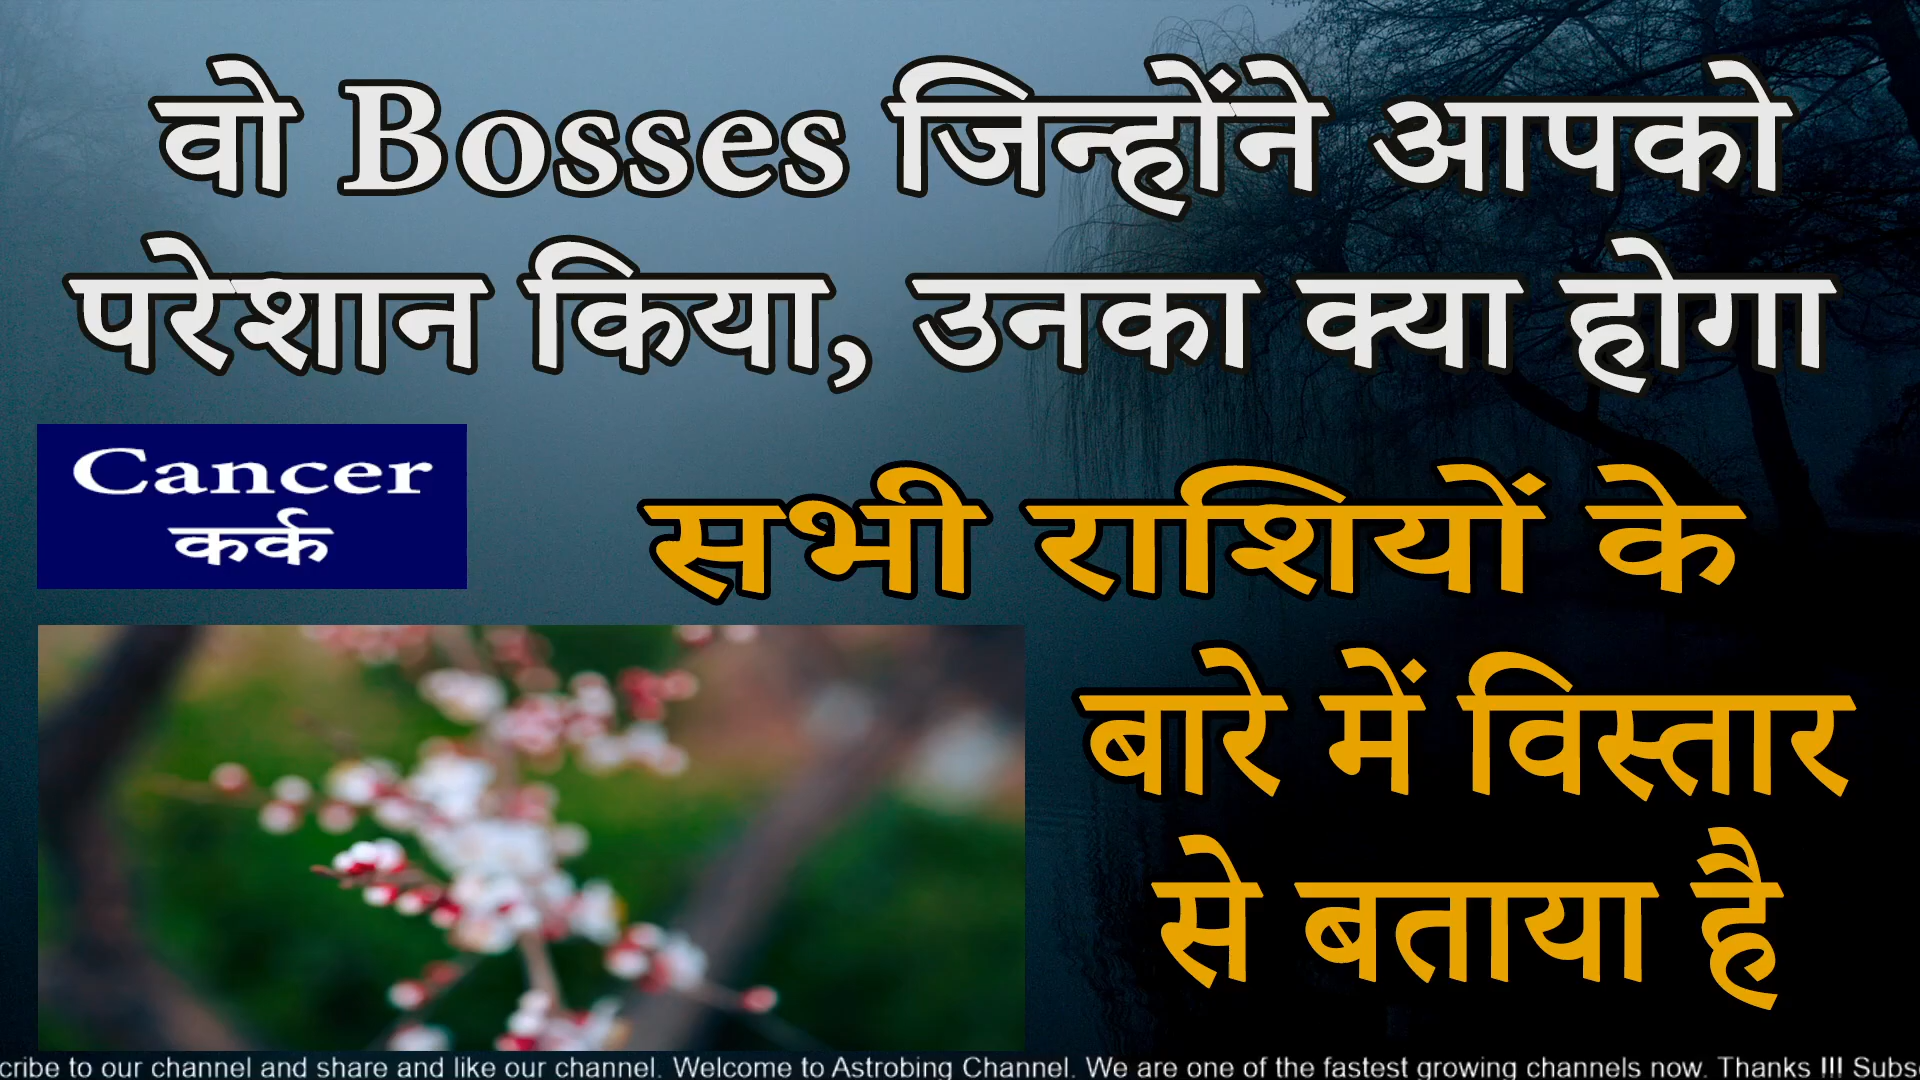 वो Bosses जिन्होंने आपको
परेशान किया, उनका क्या होगा
Cancer
कर्क
सभी राशियों के
बारे में विस्तार
से बताया है
cribe to our channel and share and like our channel. Welcome to Astrobing Channel. We are one of the fastest growing channels now. Thanks !!! Subs